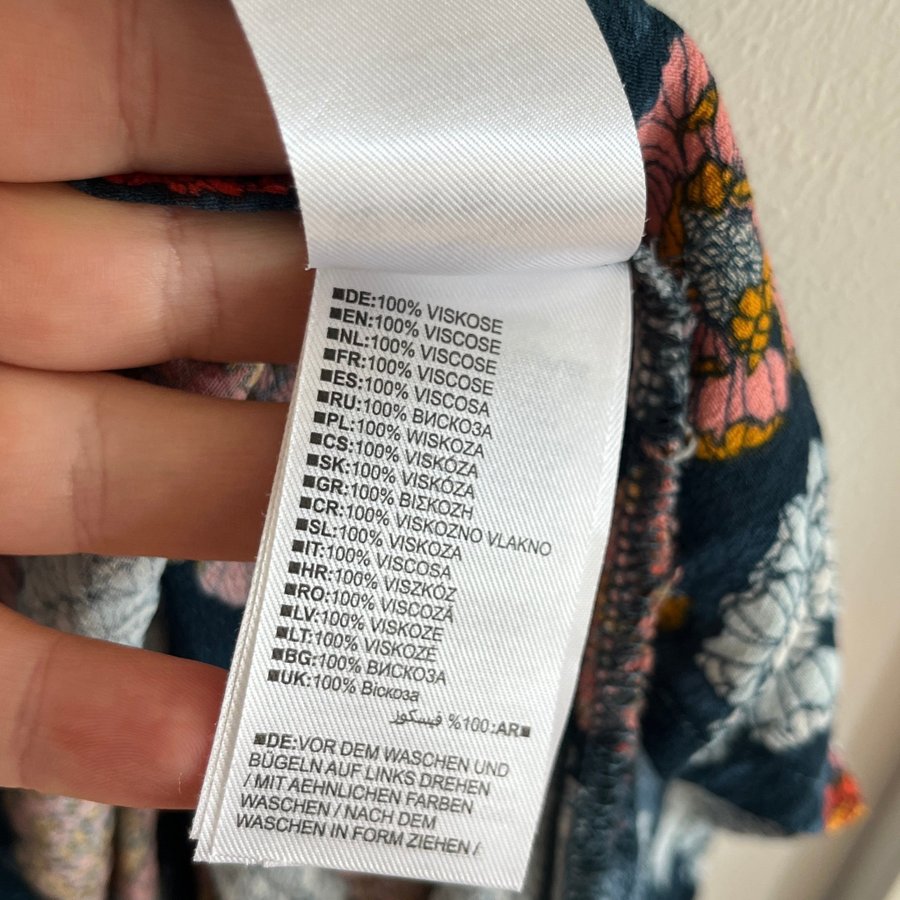 ■DE:100% VISKOSE
■EN:100% VISCOSE
■NL:100% VISCOSE
■FR:100% VISCOSE
■ES:100% VISCOSA
■RU:100% ВИСКОЗА
■PL:100% WISKOZA
■CS:100% VISKÓZA
■SK:100% VISKÓZA
■GR:100% ΒΙΣΚΟΖΗ
■CR:100% VISKOZNO VLAKNO
■SL:100% VISKOZA
■IT:100% VISCOSA
■HR:100% VISZKÓZ
■RO:100% VISCOZĂ
■LV:100% VISKOZE
■LT:100% VISKOZĖ
■BG:100% ВИСКОЗА
■UK:100% Віскоза
■AR:100% فيسكور
■DE:VOR DEM WASCHEN UND
BÜGELN AUF LINKS DREHEN
/ MIT AEHNLICHEN FARBEN
WASCHEN / NACH DEM
WASCHEN IN FORM ZIEHEN /